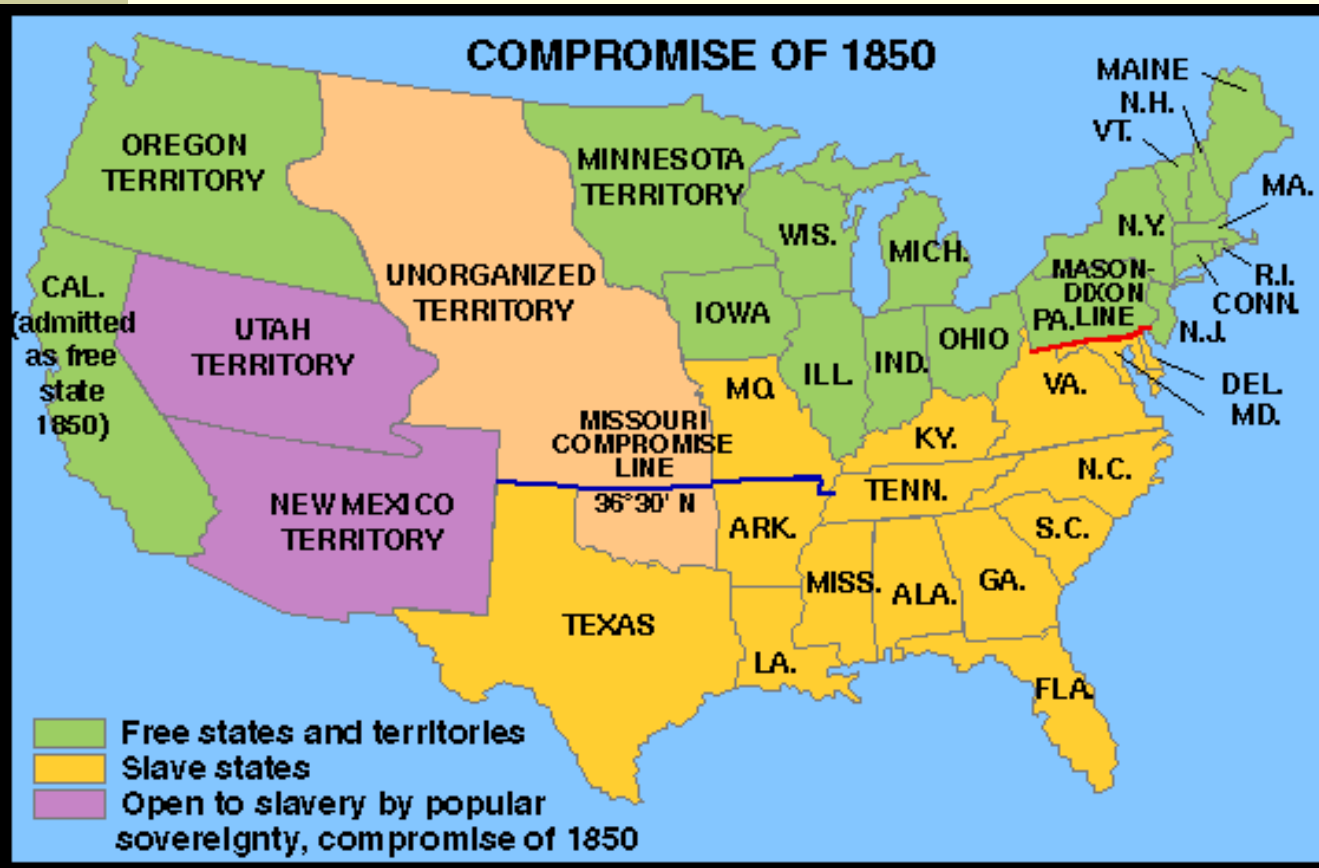 COMPROMISE OF 1850
MAINE
N.H.
VT.
MA.
OREGON
TERRITORY
MINNESOTA
TERRITORY
N.Y.
WIS.
MICH.
R.I.
CONN.
MASON-
DIXON
LINE
PA.
N.J.
UNORGANIZED
TERRITORY
CAL.
(admitted
as free
state
1850)
IOWA
UTAH
TERRITORY
OHIO
ILL.
IND.
DEL.
MD.
MO.
VA.
MISSOURI
COMPROMISE
LINE
36°30' N
KY.
N.C.
TENN.
NEW MEXICO
TERRITORY
ARK.
S.C.
MISS.
ALA.
GA.
TEXAS
LA.
FLA.
Free states and territories
Slave states
Open to slavery by popular
sovereignty, compromise of 1850